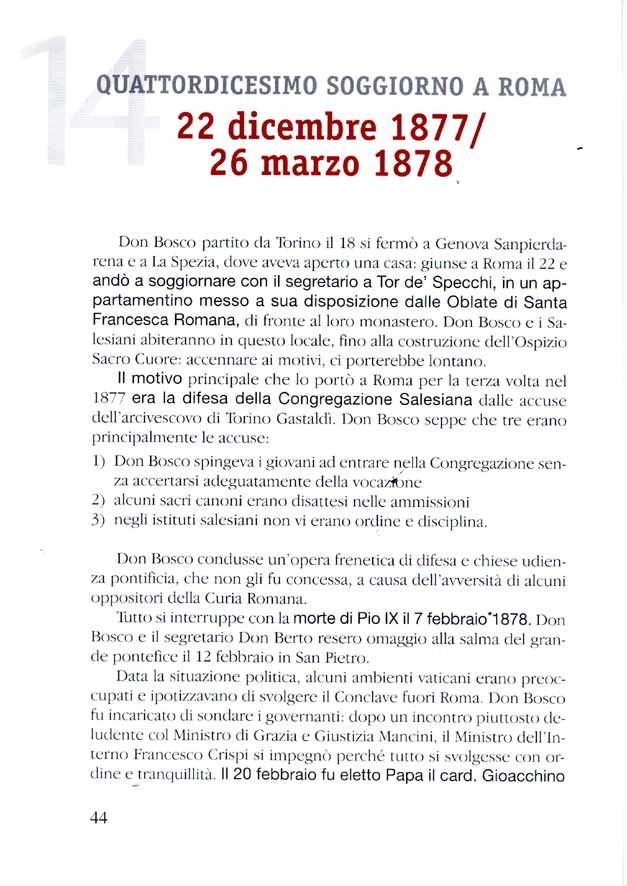 14
QUATTORDICESIMO SOGGIORNO A ROMA
22 dicembre 1877/
26 marzo 1878
Don Bosco partito da Torino il 18 si fermò a Genova Sanpierda-
rena e a La Spezia, dove aveva aperto una casa: giunse a Roma il 22 e
andò a soggiornare con il segretario a Tor de' Specchi, in un ap-
partamentino messo a sua disposizione dalle Oblate di Santa
Francesca Romana, di fronte al loro monastero. Don Bosco e i Sa-
lesiani abiteranno in questo locale, fino alla costruzione dell'Ospizio
Sacro Cuore: accennare ai motivi, ci porterebbe lontano.
Il motivo principale che lo portò a Roma per la terza volta nel
1877 era la difesa della Congregazione Salesiana dalle accuse
dell'arcivescovo di Torino Gastaldi. Don Bosco seppe che tre erano
principalmente le accuse:
1) Don Bosco spingeva i giovani ad entrare nella Congregazione sen-
za accertarsi adeguatamente della vocazione
2) alcuni sacri canoni erano disattesi nelle ammissioni
3) negli istituti salesiani non vi erano ordine e disciplina.
Don Bosco condusse un'opera frenetica di difesa e chiese udien-
za pontificia, che non gli fu concessa, a causa dell'avversità di alcuni
oppositori della Curia Romana.
Tutto si interruppe con la morte di Pio IX il 7 febbraio 1878. Don
Bosco e il segretario Don Berto resero omaggio alla salma del gran-
de pontefice il 12 febbraio in San Pietro.
Data la situazione politica, alcuni ambienti vaticani erano preoc-
cupati e ipotizzavano di svolgere il Conclave fuori Roma. Don Bosco
fu incaricato di sondare i governanti: dopo un incontro piuttosto de-
ludente col Ministro di Grazia e Giustizia Mancini, il Ministro dell'In-
terno Francesco Crispi si impegnò perché tutto si svolgesse con or-
dine e tranquillità. Il 20 febbraio fu eletto Papa il card. Gioacchino
44